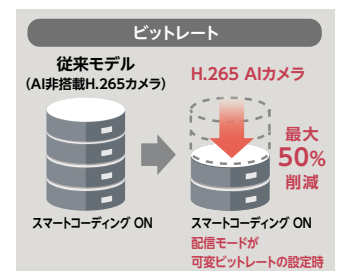 ビットレート
従来モデル
(AI非搭載H.265カメラ)
H.265 AIカメラ
最大
50%
削減
スマートコーディング ON
スマートコーディング ON
配信モードが
可変ビットレートの設定時